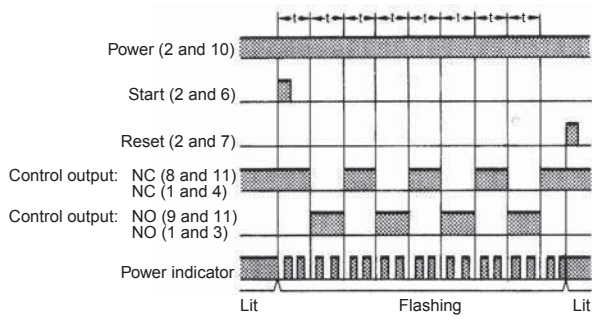 t t t t t t t t
Power (2 and 10)
Start (2 and 6)
Reset (2 and 7)
Control output: NC (8 and 11)
NC (1 and 4)
Control output: NO (9 and 11)
NO (1 and 3)
Power indicator
Lit Flashing Lit